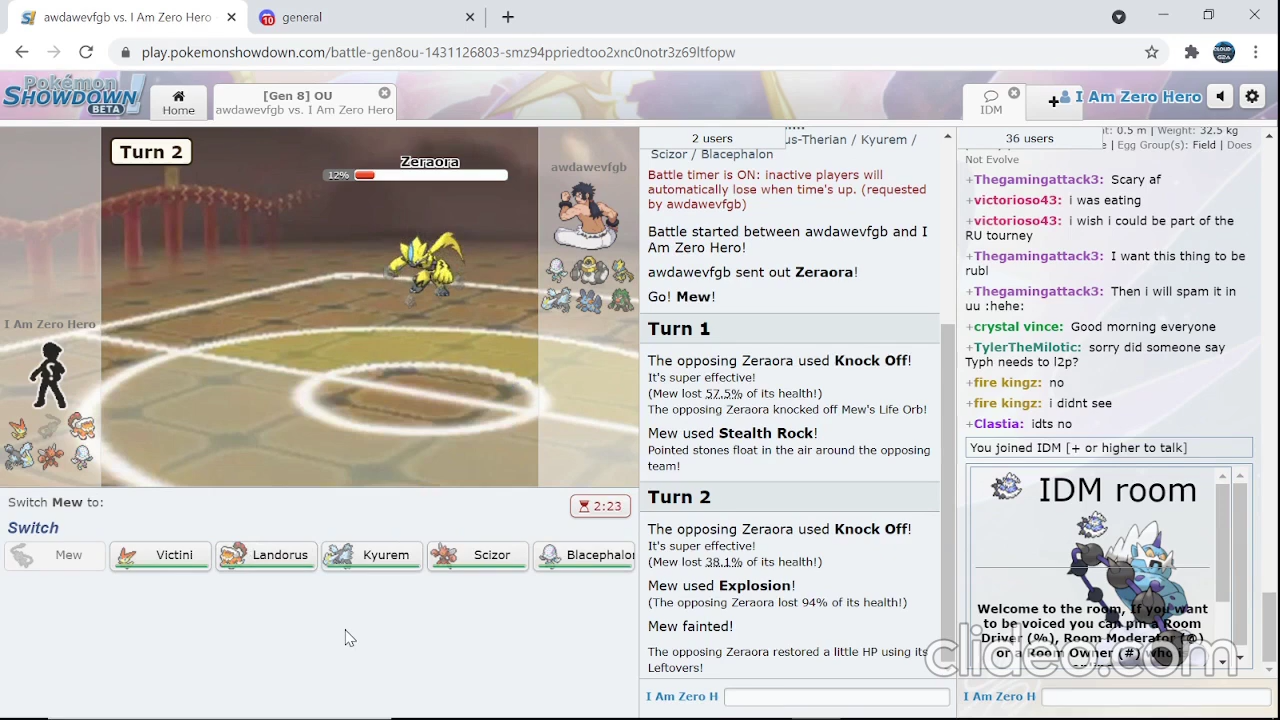 awdawevfgb vs. I Am Zero Hero
general
play.pokemonshowdown.com/battle-gen8ou-1431126803-smz94ppriedtoo2xnc0notr3z69ltfopw
Pokémon
SHOWDOWN!
BETA
Home
[Gen 8] OU
awdawevfgb vs. I Am Zero Hero
IDM
I Am Zero Hero
Turn 2
Zeraora
12%
awdawevfgb
I Am Zero Hero
Switch Mew to:
2:23
Switch
Mew
Victini
Landorus
Kyurem
Scizor
Blacephalon
2 users
us-Therian / Kyurem /
Scizor / Blacephalon
Battle timer is ON: inactive players will
automatically lose when time's up. (requested
by awdawevfgb)
Battle started between awdawevfgb and I
Am Zero Hero!
awdawevfgb sent out Zeraora!
Go! Mew!
Turn 1
The opposing Zeraora used Knock Off!
It's super effective!
(Mew lost 57.5% of its health!)
The opposing Zeraora knocked off Mew's Life Orb!
Mew used Stealth Rock!
Pointed stones float in the air around the opposing
team!
Turn 2
The opposing Zeraora used Knock Off!
It's super effective!
(Mew lost 38.1% of its health!)
Mew used Explosion!
(The opposing Zeraora lost 94% of its health!)
Mew fainted!
The opposing Zeraora restored a little HP using its
Leftovers!
I Am Zero H
36 users
ht: 0.5 m | Weight: 32.5 kg
| Egg Group(s): Field | Does
Not Evolve
+Thegamingattack3: Scary af
+victorioso43: i was eating
+victorioso43: i wish i could be part of the
RU tourney
+Thegamingattack3: I want this thing to be
rubl
+Thegamingattack3: Then i will spam it in
uu :hehe:
+crystal vince: Good morning everyone
+TylerTheMilotic: sorry did someone say
Typh needs to l2p?
+fire kingz: no
+fire kingz: i didnt see
+Clastia: idts no
You joined IDM [+ or higher to talk]
IDM room
Welcome to the room, If you want
to be voiced you can pm a Room
Driver (%), Room Moderator (@)
or a Room Owner (#) who is
I Am Zero H
clideo.com